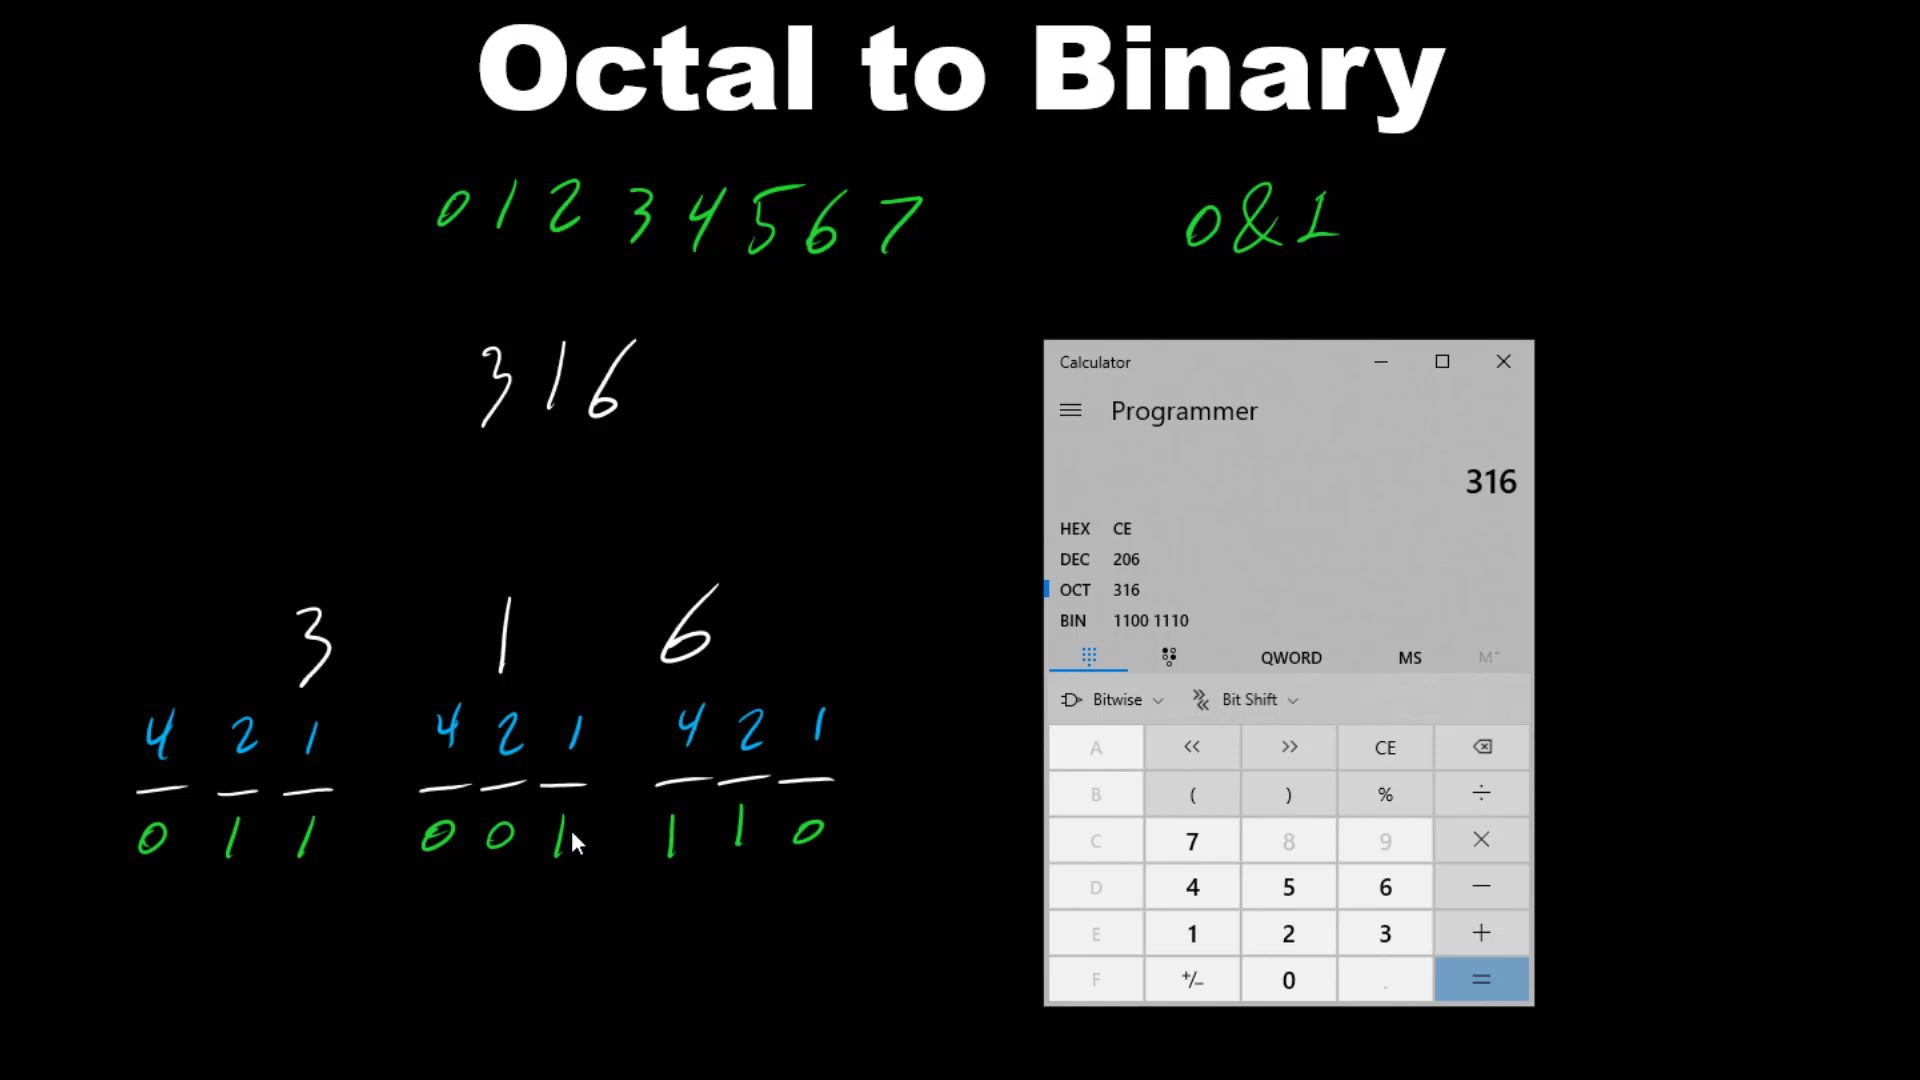 Octal to Binary
0 1 2 3 4 5 6 7 0 & 1
3 1 6
3 1 6
4 2 1 4 2 1 4 2 1
0 1 1 0 0 1 1 1 0
Calculator
Programmer
316
HEX CE
DEC 206
OCT 316
BIN 1100 1110
QWORD MS M
Bitwise Bit Shift
A << >> CE
B ( ) % ÷
C 7 8 9 ×
D 4 5 6 −
E 1 2 3 +
F +/− 0 . =